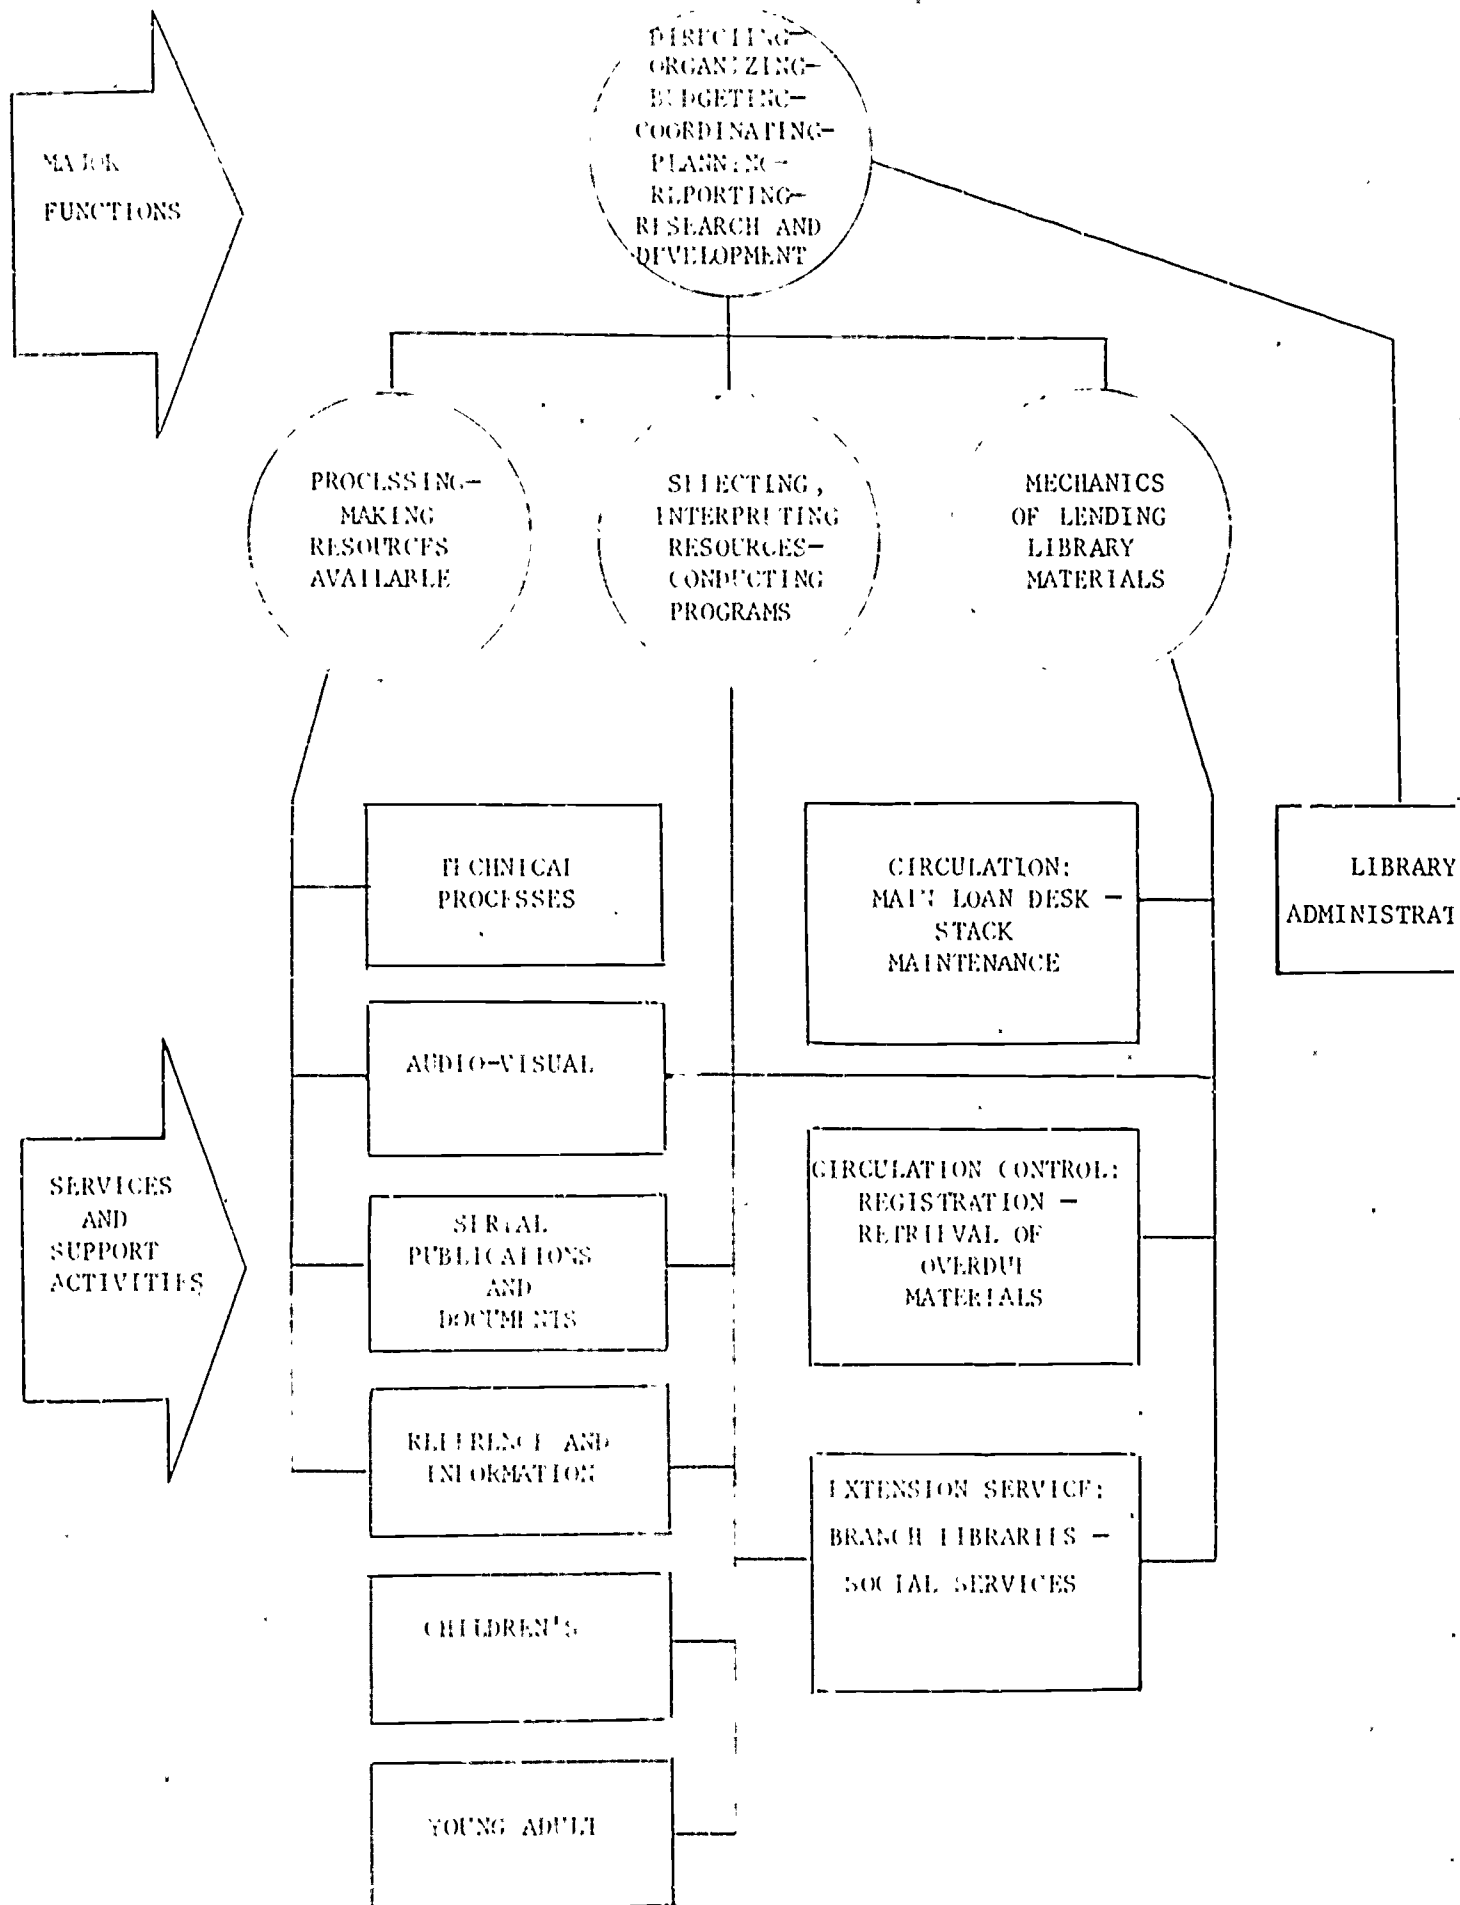 DIRECTING-
ORGANIZING-
BUDGETING-
COORDINATING-
PLANNING-
REPORTING-
RESEARCH AND
DEVELOPMENT
MAJOR
FUNCTIONS
PROCESSING-
MAKING
RESOURCES
AVAILABLE
SELECTING,
INTERPRETING
RESOURCES-
CONDUCTING
PROGRAMS
MECHANICS
OF LENDING
LIBRARY
MATERIALS
TECHNICAL
PROCESSES
CIRCULATION:
MAIN LOAN DESK -
STACK
MAINTENANCE
LIBRARY
ADMINISTRAT
AUDIO-VISUAL
SERVICES
AND
SUPPORT
ACTIVITIES
SERIAL
PUBLICATIONS
AND
DOCUMENTS
CIRCULATION CONTROL:
REGISTRATION -
RETRIEVAL OF
OVERDUE
MATERIALS
REFERENCE AND
INFORMATION
EXTENSION SERVICE:
BRANCH LIBRARIES -
SOCIAL SERVICES
CHILDREN'S
YOUNG ADULT